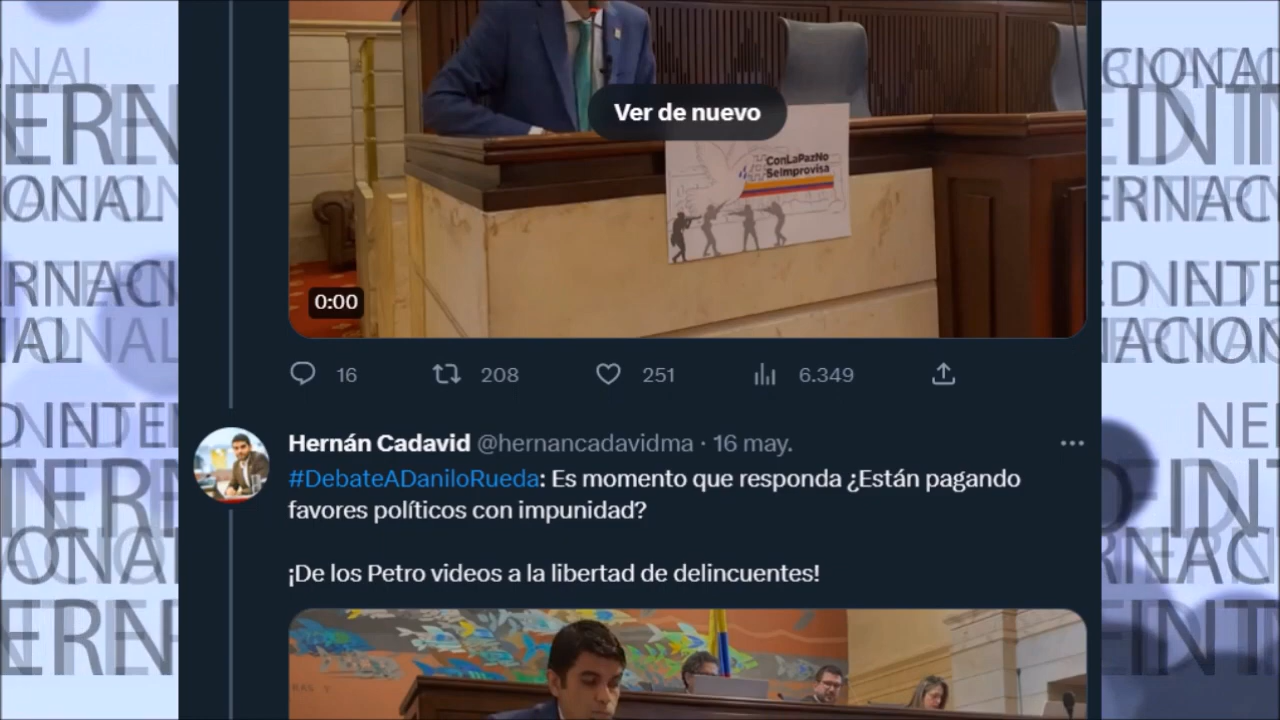 Ver de nuevo
#ConLaPazNo
SeImprovisa
0:00
16
208
251
6.349
Hernán Cadavid @hernancadavidma · 16 may.
#DebateADaniloRueda: Es momento que responda ¿Están pagando
favores políticos con impunidad?
¡De los Petro videos a la libertad de delincuentes!